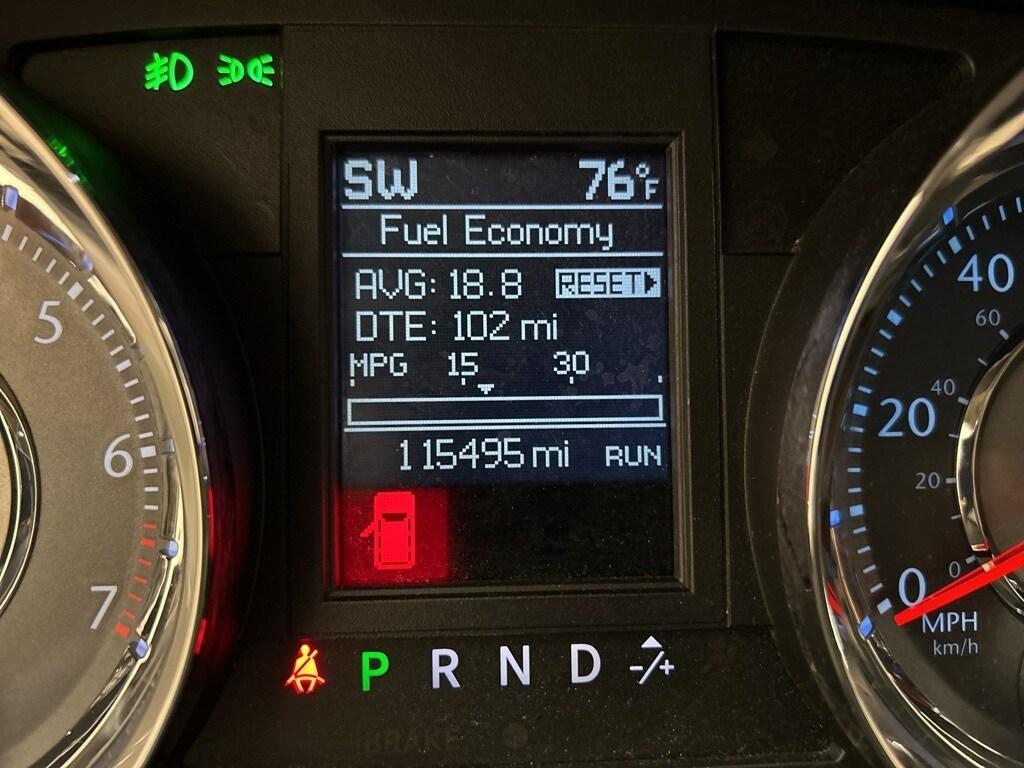 SW 76°F
Fuel Economy
AVG: 18.8 RESET
DTE: 102 mi
MPG 15 30
115495 mi RUN
P R N D -/+
BRAKE
5
6
7
40
60
40
20
20
0
0
MPH
km/h